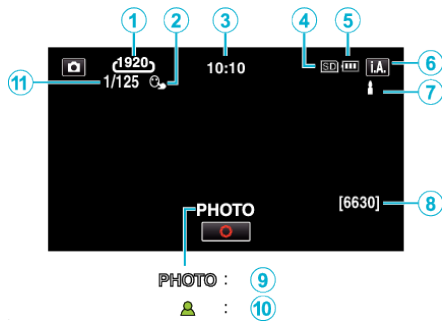 1 2 3 4 5
1920 10:10 SD i.A. 6
11 1/125 7
PHOTO [6630] 8
PHOTO : 9
: 10